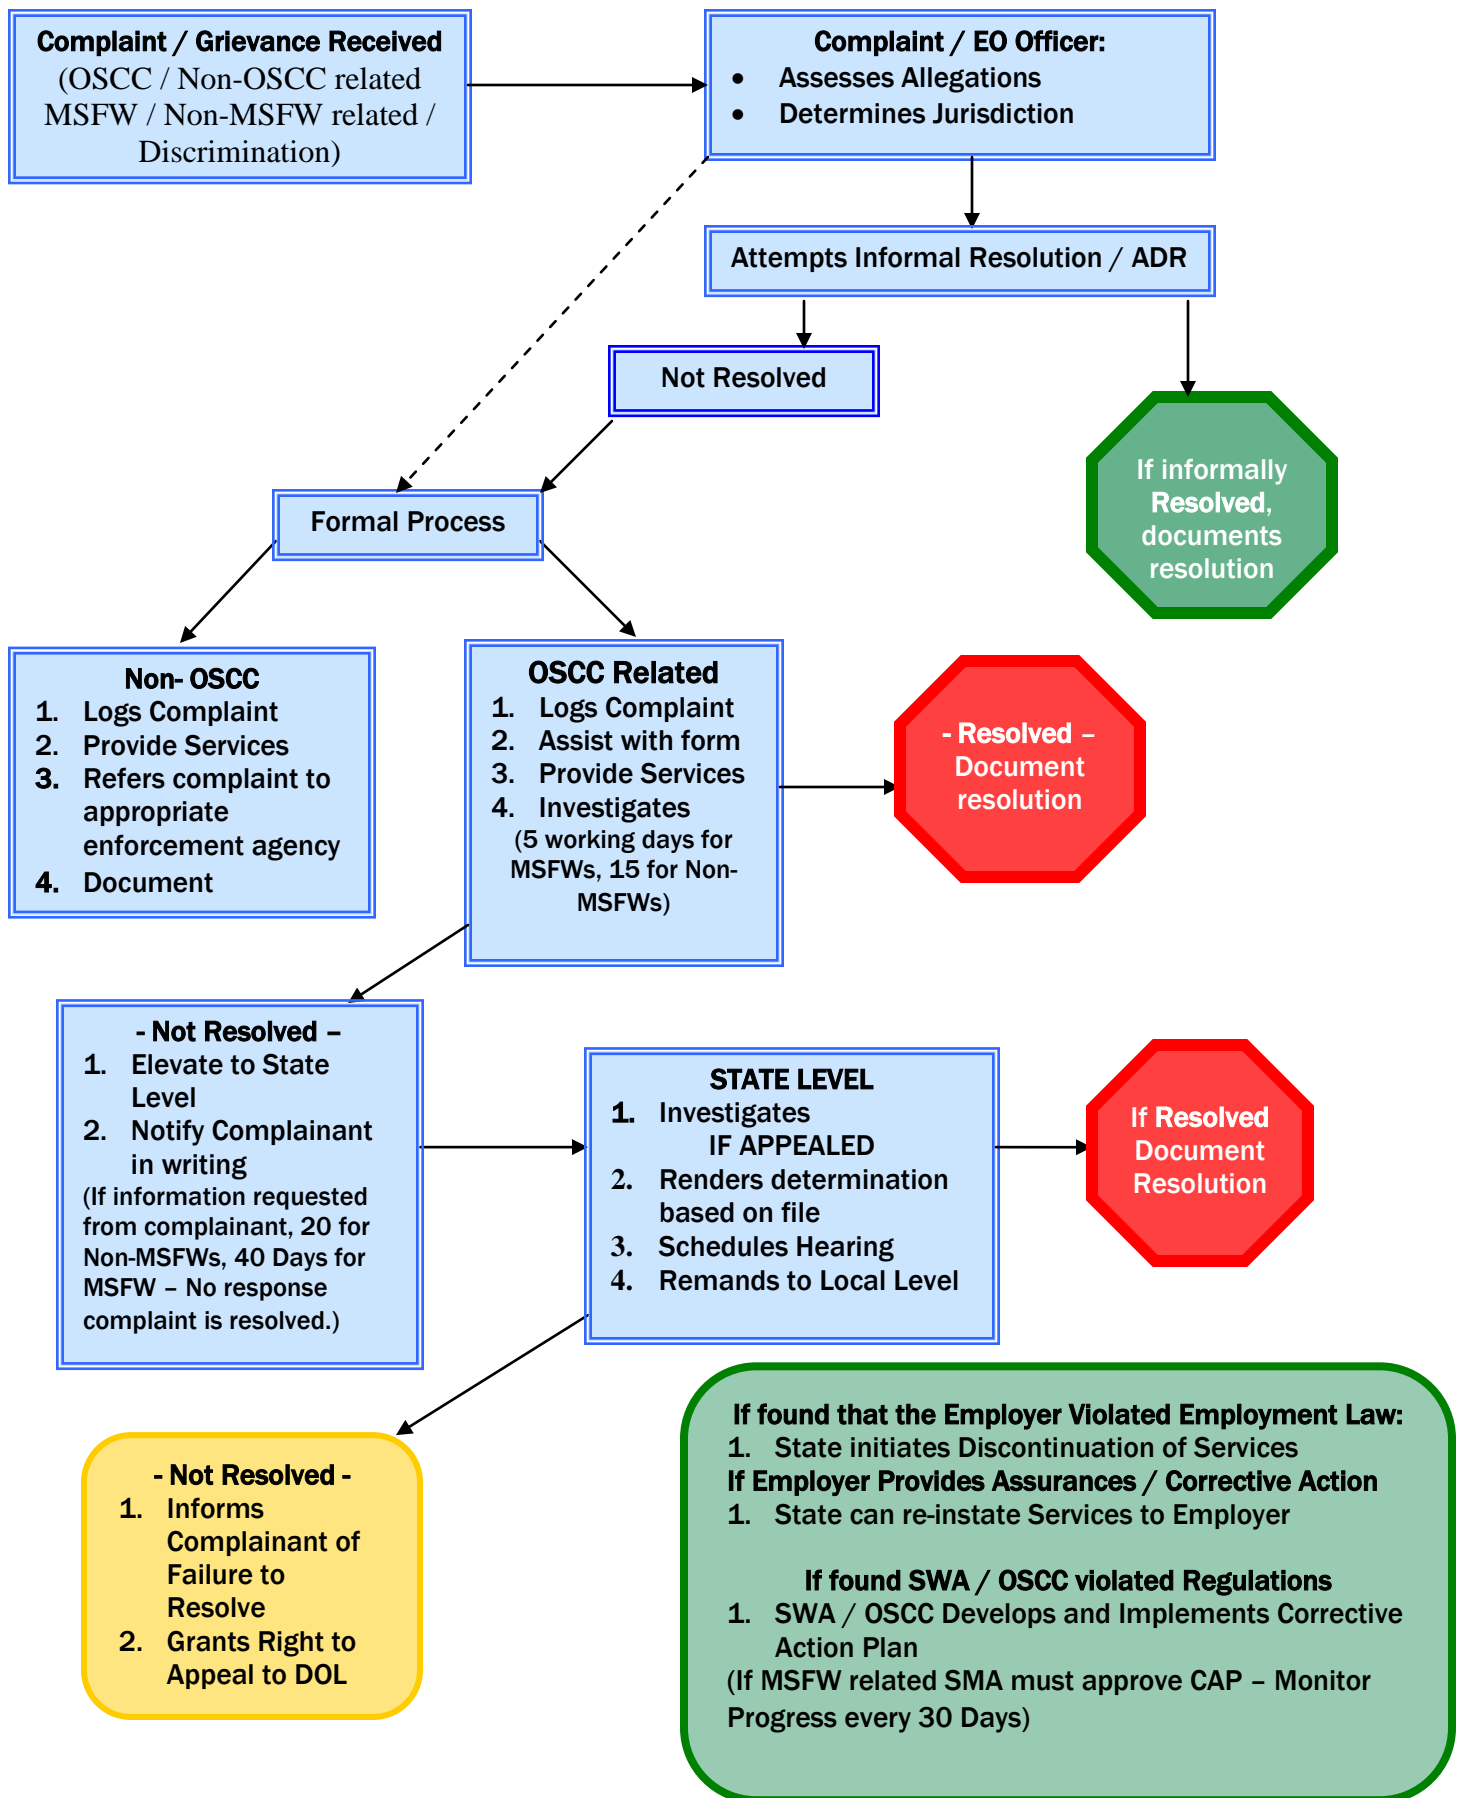 Complaint / Grievance Received
(OSCC / Non-OSCC related
MSFW / Non-MSFW related /
Discrimination)
Complaint / EO Officer:
• Assesses Allegations
• Determines Jurisdiction
Attempts Informal Resolution / ADR
Not Resolved
If informally
Resolved,
documents
resolution
Formal Process
Non- OSCC
1. Logs Complaint
2. Provide Services
3. Refers complaint to
appropriate
enforcement agency
4. Document
OSCC Related
1. Logs Complaint
2. Assist with form
3. Provide Services
4. Investigates
(5 working days for
MSFWs, 15 for Non-
MSFWs)
- Resolved –
Document
resolution
- Not Resolved –
1. Elevate to State
Level
2. Notify Complainant
in writing
(If information requested
from complainant, 20 for
Non-MSFWs, 40 Days for
MSFW – No response
complaint is resolved.)
STATE LEVEL
1. Investigates
IF APPEALED
2. Renders determination
based on file
3. Schedules Hearing
4. Remands to Local Level
If Resolved
Document
Resolution
- Not Resolved -
1. Informs
Complainant of
Failure to
Resolve
2. Grants Right to
Appeal to DOL
If found that the Employer Violated Employment Law:
1. State initiates Discontinuation of Services
If Employer Provides Assurances / Corrective Action
1. State can re-instate Services to Employer
If found SWA / OSCC violated Regulations
1. SWA / OSCC Develops and Implements Corrective
Action Plan
(If MSFW related SMA must approve CAP – Monitor
Progress every 30 Days)